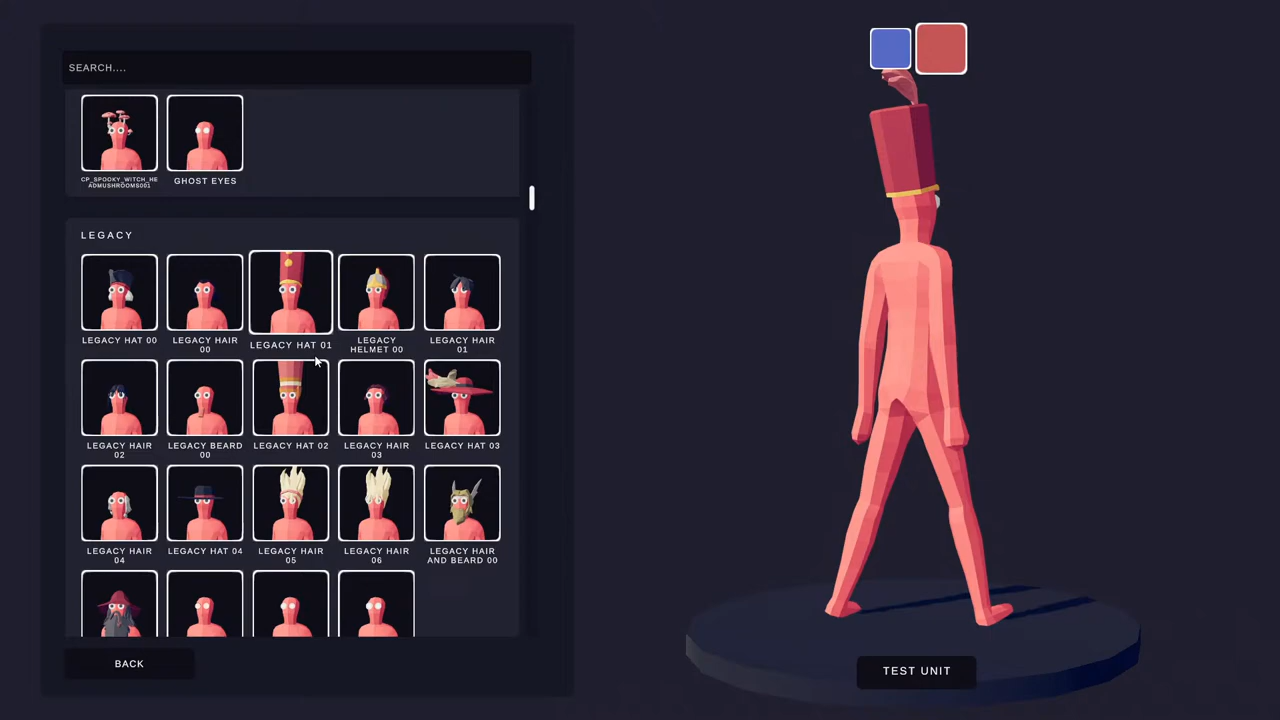 SEARCH....
CP_SPOOKY_WITCH_HE
ADMUSHROOMS001
GHOST EYES
LEGACY
LEGACY HAT 00
LEGACY HAIR
00
LEGACY HAT 01
LEGACY
HELMET 00
LEGACY HAIR
01
LEGACY HAIR
02
LEGACY BEARD
00
LEGACY HAT 02
LEGACY HAIR
03
LEGACY HAT 03
LEGACY HAIR
04
LEGACY HAT 04
LEGACY HAIR
05
LEGACY HAIR
06
LEGACY HAIR
AND BEARD 00
BACK
TEST UNIT